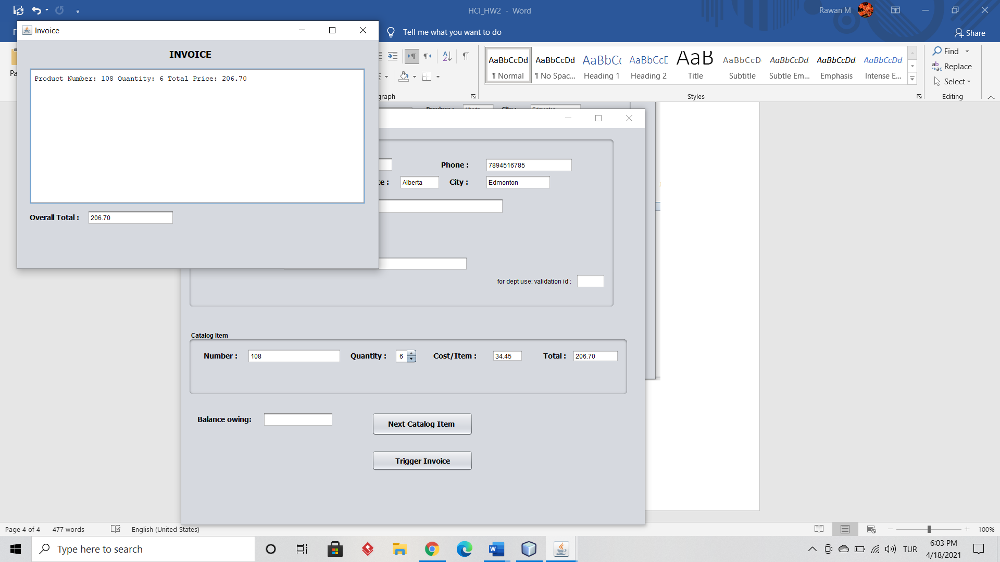 HCI_HW2 - Word
Rawan M
Invoice
Tell me what you want to do
Share
INVOICE
Product Number: 108 Quantity: 6 Total Price: 206.70
Overall Total :
206.70
AaBbCcDd
¶ Normal
AaBbCcDd
¶ No Spac...
AaBbCc
Heading 1
AaBbCcD
Heading 2
AaB
Title
AaBbCcD
Subtitle
AaBbCcDd
Subtle Em...
AaBbCcDd
Emphasis
AaBbCcDd
Intense E...
Find
Replace
Select
Styles
Editing
Phone :
7894516785
Alberta
City :
Edmonton
for dept use: validation id :
Catalog Item
Number :
108
Quantity :
6
Cost/Item :
34.45
Total :
206.70
Balance owing:
Next Catalog Item
Trigger Invoice
Page 4 of 4
477 words
English (United States)
100%
Type here to search
TUR
6:03 PM
4/18/2021